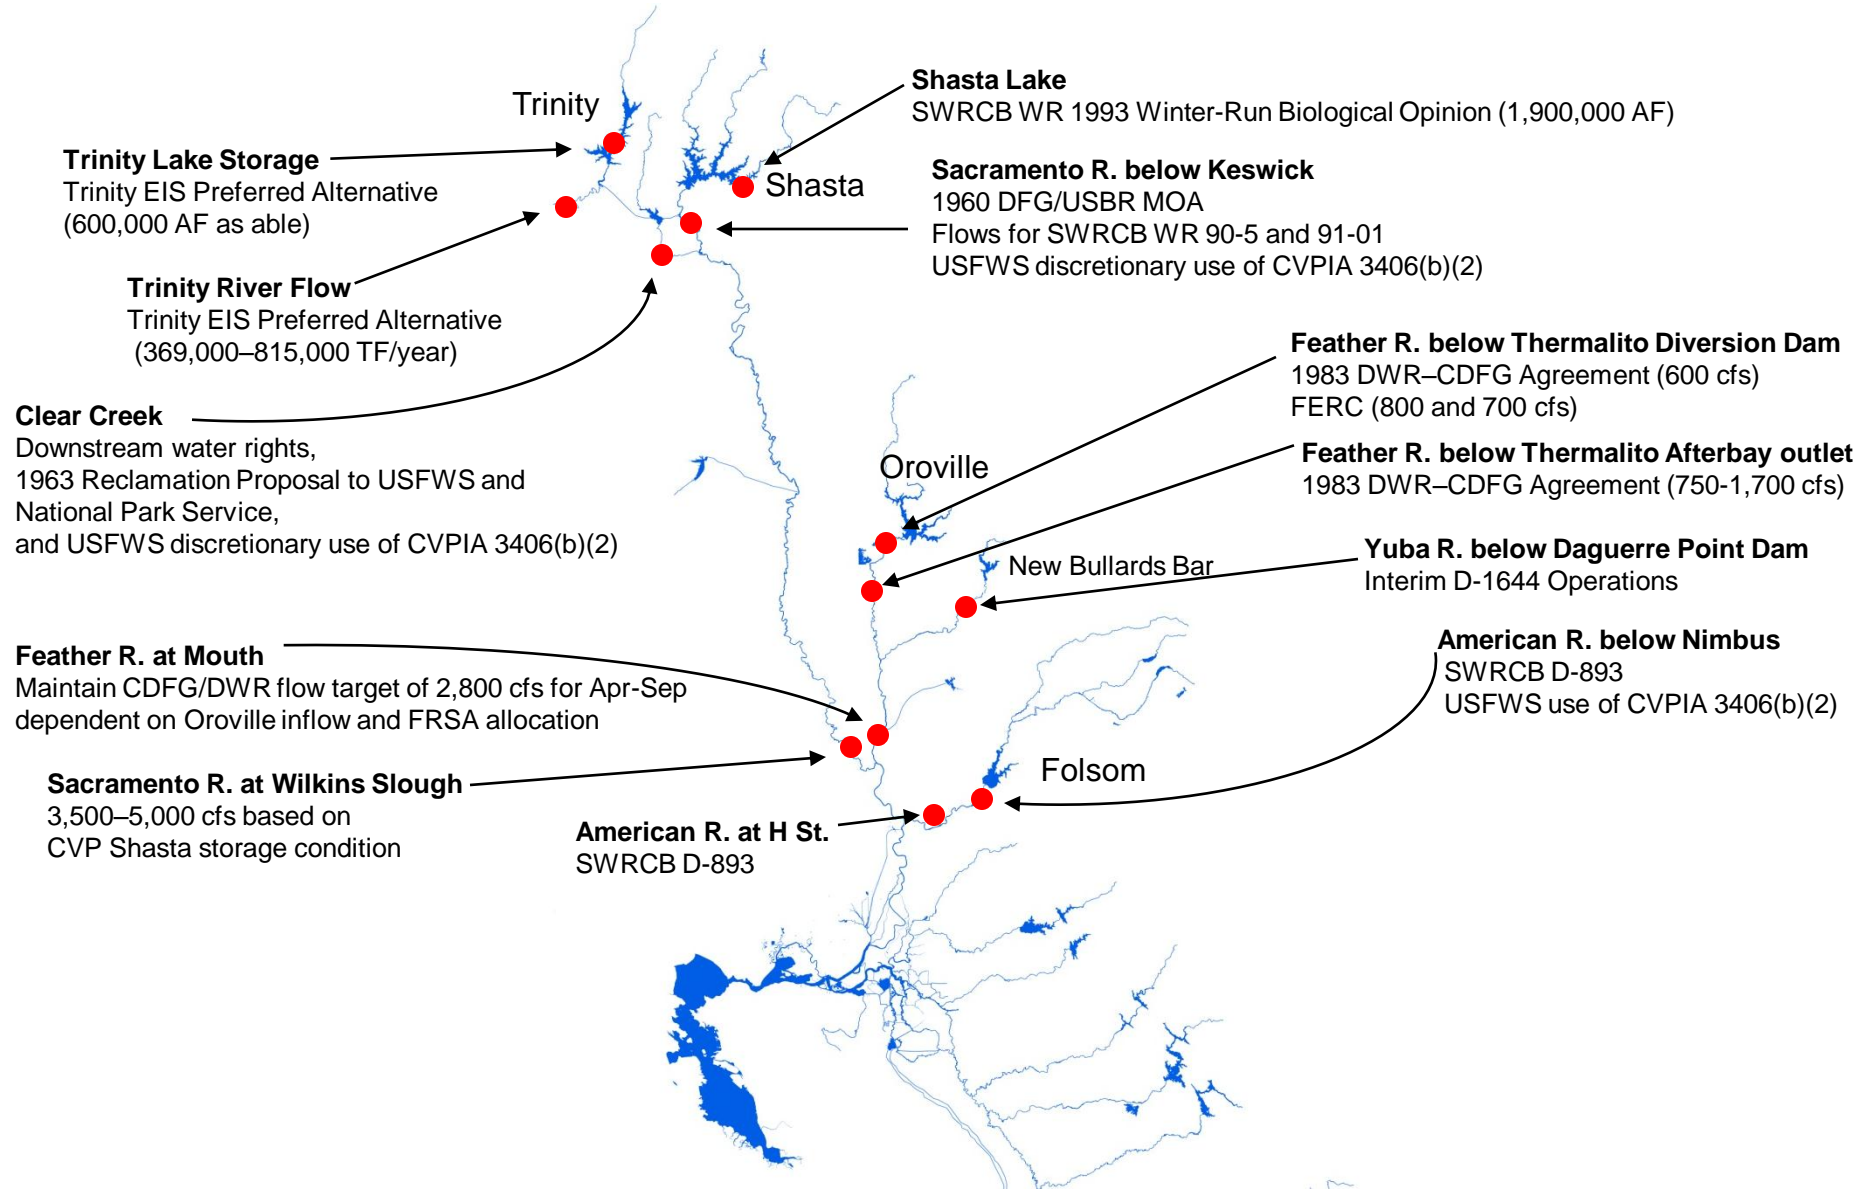 Trinity
Shasta Lake
SWRCB WR 1993 Winter-Run Biological Opinion (1,900,000 AF)
Trinity Lake Storage
Trinity EIS Preferred Alternative
(600,000 AF as able)
Shasta
Sacramento R. below Keswick
1960 DFG/USBR MOA
Flows for SWRCB WR 90-5 and 91-01
USFWS discretionary use of CVPIA 3406(b)(2)
Trinity River Flow
Trinity EIS Preferred Alternative
(369,000–815,000 TF/year)
Feather R. below Thermalito Diversion Dam
1983 DWR–CDFG Agreement (600 cfs)
FERC (800 and 700 cfs)
Clear Creek
Downstream water rights,
1963 Reclamation Proposal to USFWS and
National Park Service,
and USFWS discretionary use of CVPIA 3406(b)(2)
Oroville
Feather R. below Thermalito Afterbay outlet
1983 DWR–CDFG Agreement (750-1,700 cfs)
New Bullards Bar
Yuba R. below Daguerre Point Dam
Interim D-1644 Operations
Feather R. at Mouth
Maintain CDFG/DWR flow target of 2,800 cfs for Apr-Sep
dependent on Oroville inflow and FRSA allocation
American R. below Nimbus
SWRCB D-893
USFWS use of CVPIA 3406(b)(2)
Sacramento R. at Wilkins Slough
3,500–5,000 cfs based on
CVP Shasta storage condition
Folsom
American R. at H St.
SWRCB D-893